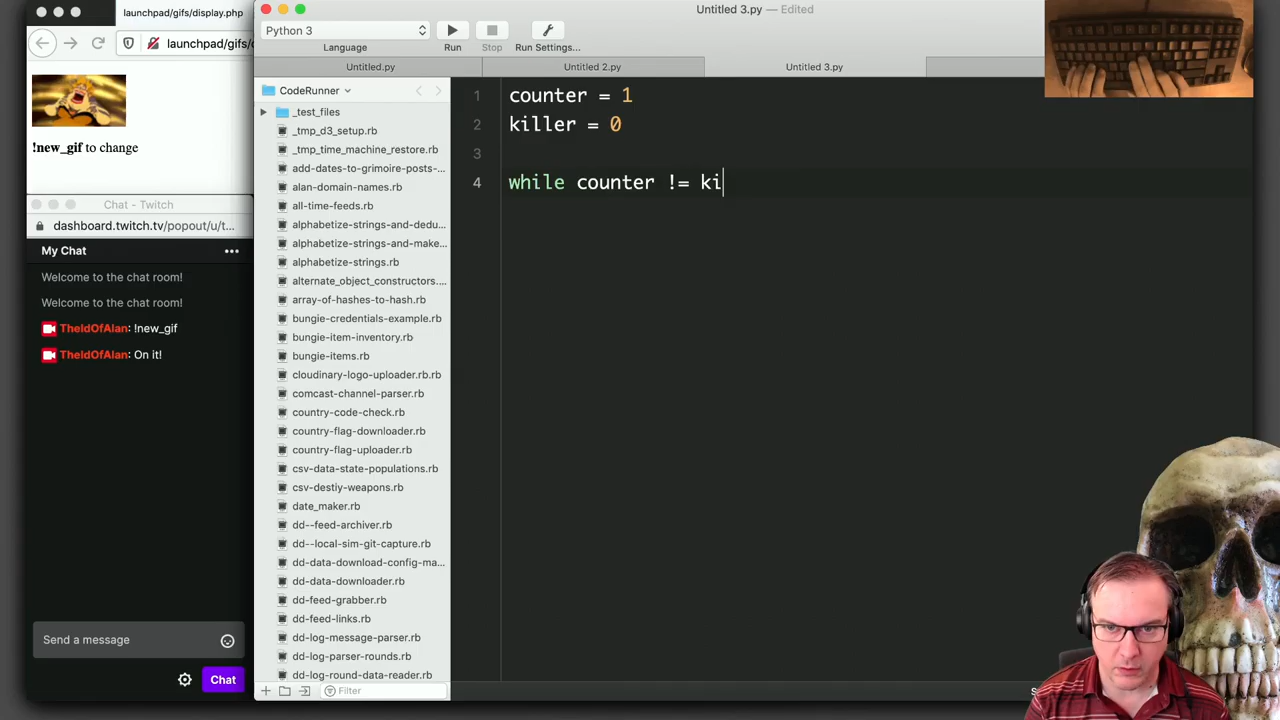 launchpad/gifs/display.php
launchpad/gifs/
!new_gif to change
Chat - Twitch
dashboard.twitch.tv/popout/u/t...
My Chat
Welcome to the chat room!
Welcome to the chat room!
TheIdOfAlan: !new_gif
TheIdOfAlan: On it!
Send a message
Chat
Untitled 3.py — Edited
Python 3
Language
Run
Stop
Run Settings...
Untitled.py
Untitled 2.py
Untitled 3.py
CodeRunner
_test_files
_tmp_d3_setup.rb
_tmp_time_machine_restore.rb
add-dates-to-grimoire-posts-...
alan-domain-names.rb
all-time-feeds.rb
alphabetize-strings-and-dedu...
alphabetize-strings-and-make...
alphabetize-strings.rb
alternate_object_constructors....
array-of-hashes-to-hash.rb
bungie-credentials-example.rb
bungie-item-inventory.rb
bungie-items.rb
cloudinary-logo-uploader.rb.rb
comcast-channel-parser.rb
country-code-check.rb
country-flag-downloader.rb
country-flag-uploader.rb
csv-data-state-populations.rb
csv-destiy-weapons.rb
date_maker.rb
dd--feed-archiver.rb
dd--local-sim-git-capture.rb
dd-data-download-config-ma...
dd-data-downloader.rb
dd-feed-grabber.rb
dd-feed-links.rb
dd-log-message-parser.rb
dd-log-parser-rounds.rb
dd-log-round-data-reader.rb
Filter
1 counter = 1
2 killer = 0
3
4 while counter != ki